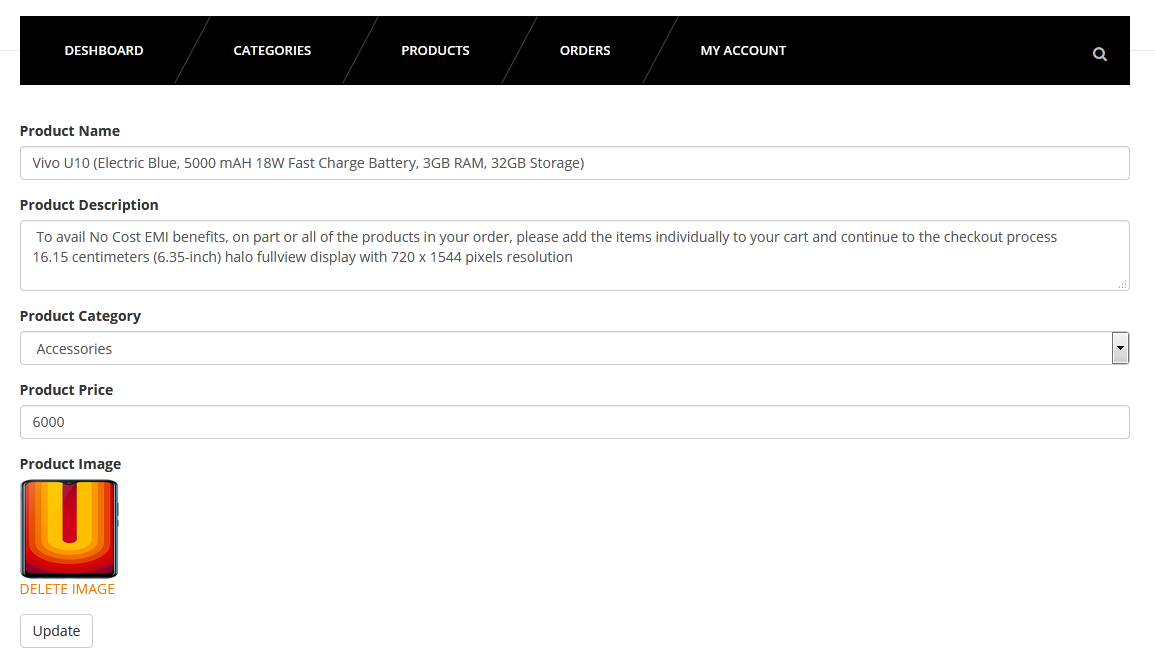 DESHBOARD CATEGORIES PRODUCTS ORDERS MY ACCOUNT
Product Name
Vivo U10 (Electric Blue, 5000 mAH 18W Fast Charge Battery, 3GB RAM, 32GB Storage)
Product Description
To avail No Cost EMI benefits, on part or all of the products in your order, please add the items individually to your cart and continue to the checkout process
16.15 centimeters (6.35-inch) halo fullview display with 720 x 1544 pixels resolution
Product Category
Accessories
Product Price
6000
Product Image
U
DELETE IMAGE
Update